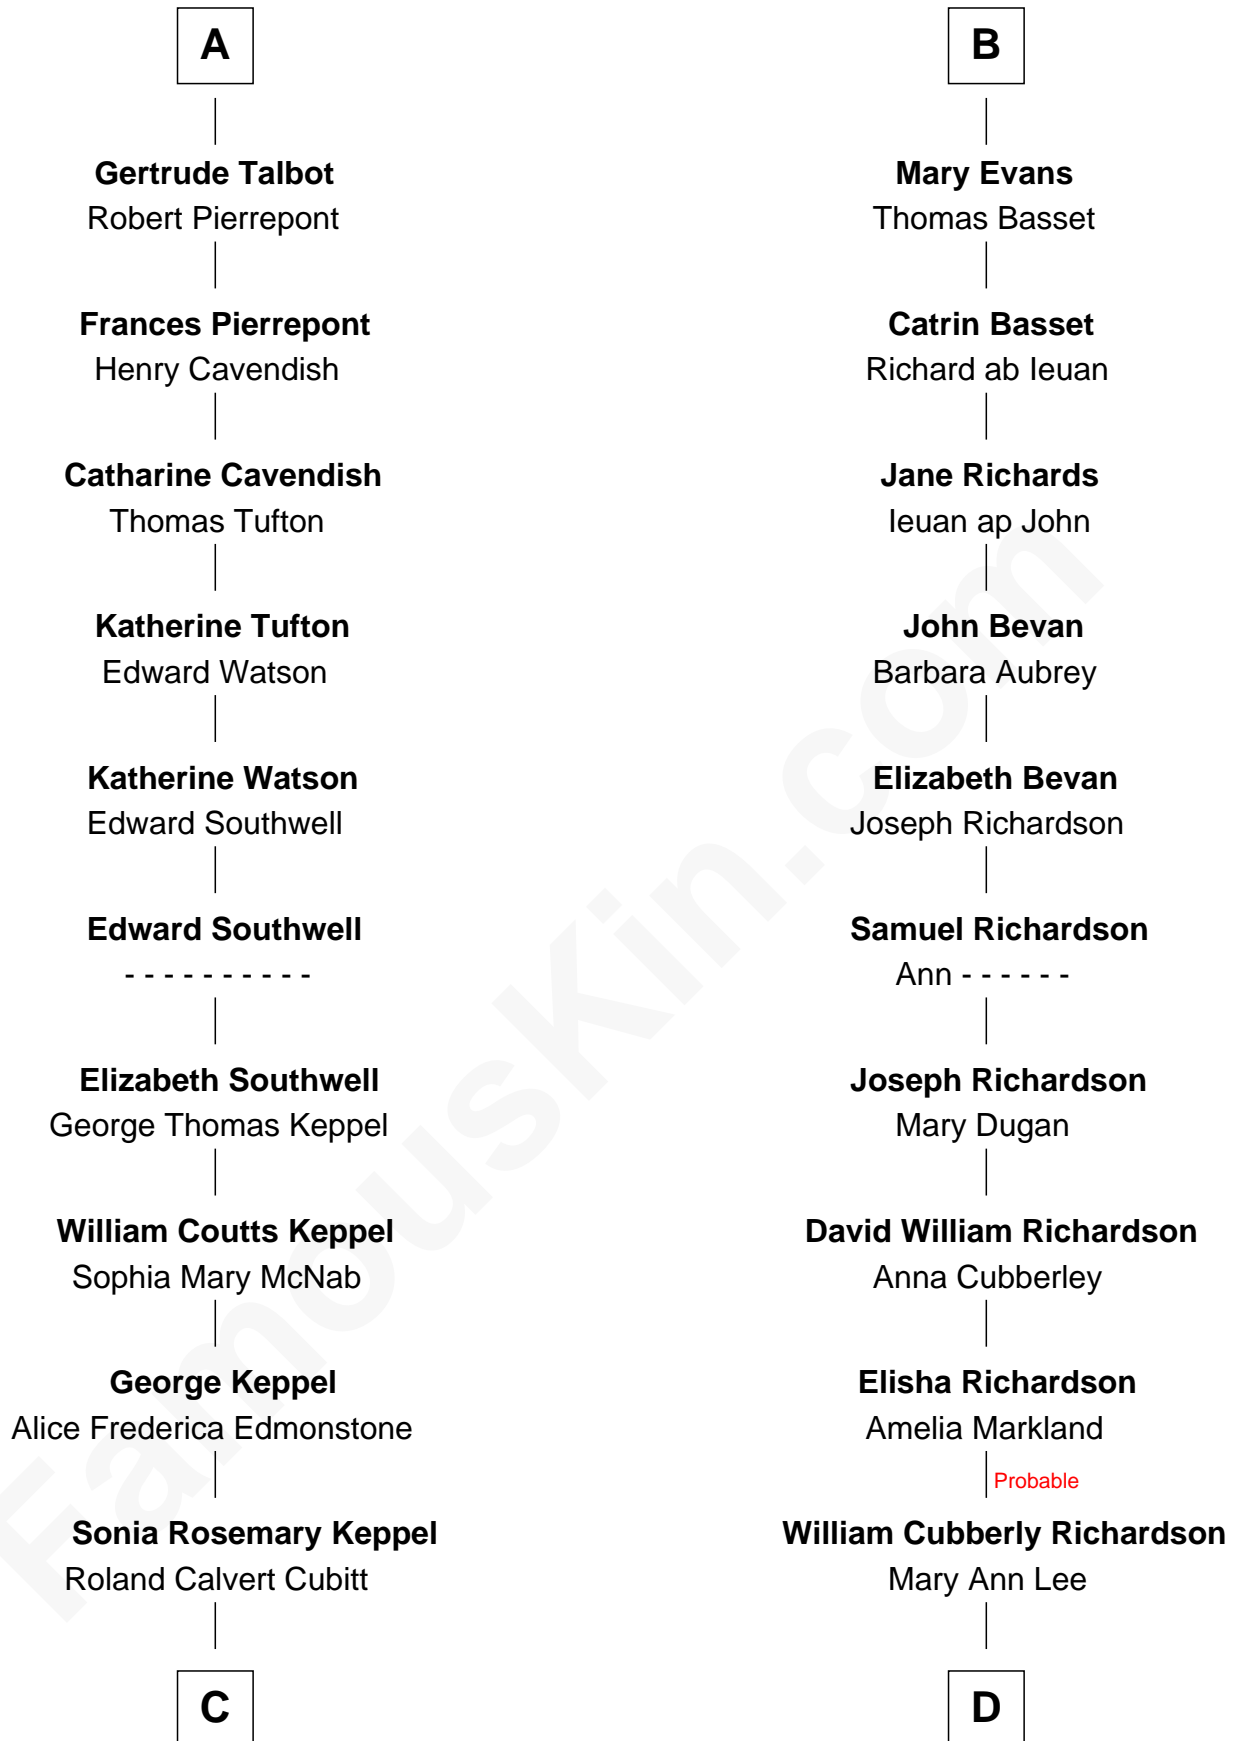 A
Gertrude Talbot
Robert Pierrepont
Frances Pierrepont
Henry Cavendish
Catharine Cavendish
Thomas Tufton
Katherine Tufton
Edward Watson
Katherine Watson
Edward Southwell
Edward Southwell
- - - - - - - - - -
Elizabeth Southwell
George Thomas Keppel
William Coutts Keppel
Sophia Mary McNab
George Keppel
Alice Frederica Edmonstone
Sonia Rosemary Keppel
Roland Calvert Cubitt
C
B
Mary Evans
Thomas Basset
Catrin Basset
Richard ab Ieuan
Jane Richards
Ieuan ap John
John Bevan
Barbara Aubrey
Elizabeth Bevan
Joseph Richardson
Samuel Richardson
Ann - - - - - -
Joseph Richardson
Mary Dugan
David William Richardson
Anna Cubberley
Elisha Richardson
Amelia Markland
Probable
William Cubberly Richardson
Mary Ann Lee
D
FamousKin.com